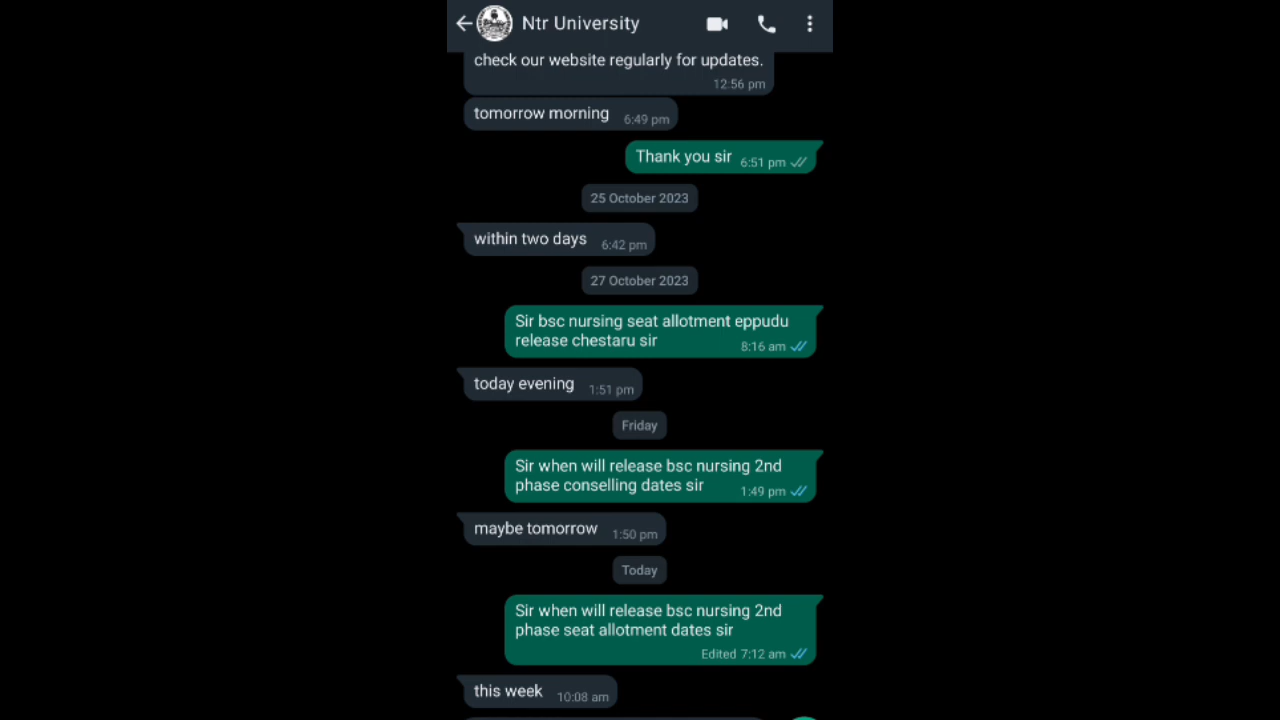 Ntr University
check our website regularly for updates.
12:56 pm
tomorrow morning 6:49 pm
Thank you sir 6:51 pm
25 October 2023
within two days 6:42 pm
27 October 2023
Sir bsc nursing seat allotment eppudu
release chestaru sir 8:16 am
today evening 1:51 pm
Friday
Sir when will release bsc nursing 2nd
phase conselling dates sir 1:49 pm
maybe tomorrow 1:50 pm
Today
Sir when will release bsc nursing 2nd
phase seat allotment dates sir
Edited 7:12 am
this week 10:08 am